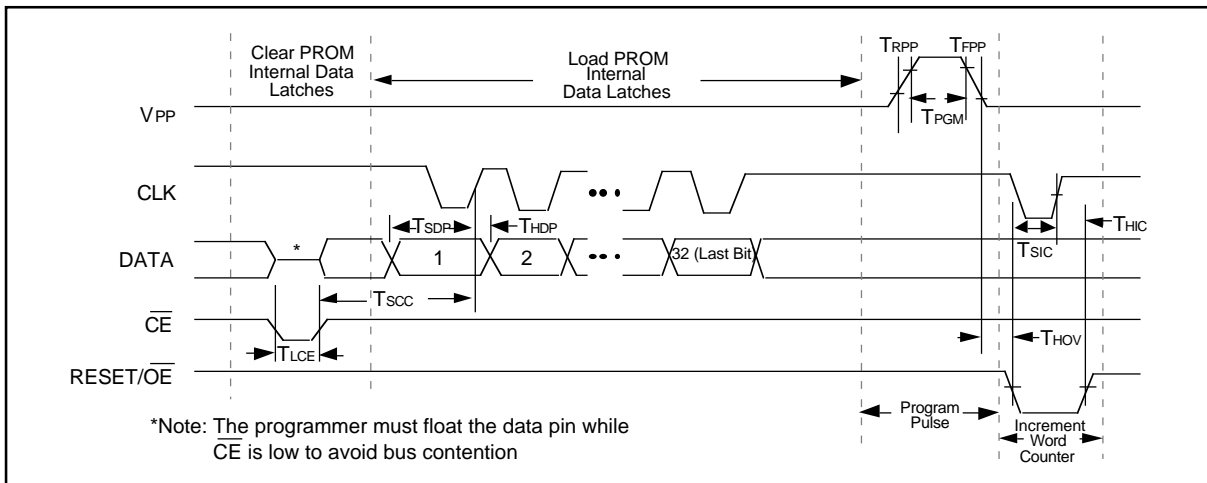 Clear PROM
Internal Data
Latches
Load PROM
Internal
Data Latches
TRPP
TFPP
TPGM
VPP
CLK
TSDP
THDP
THIC
TSIC
DATA
*
1
2
32 (Last Bit)
TSCC
CE
TLCE
THOV
RESET/OE
Program
Pulse
Increment
Word
Counter
*Note: The programmer must float the data pin while
CE is low to avoid bus contention